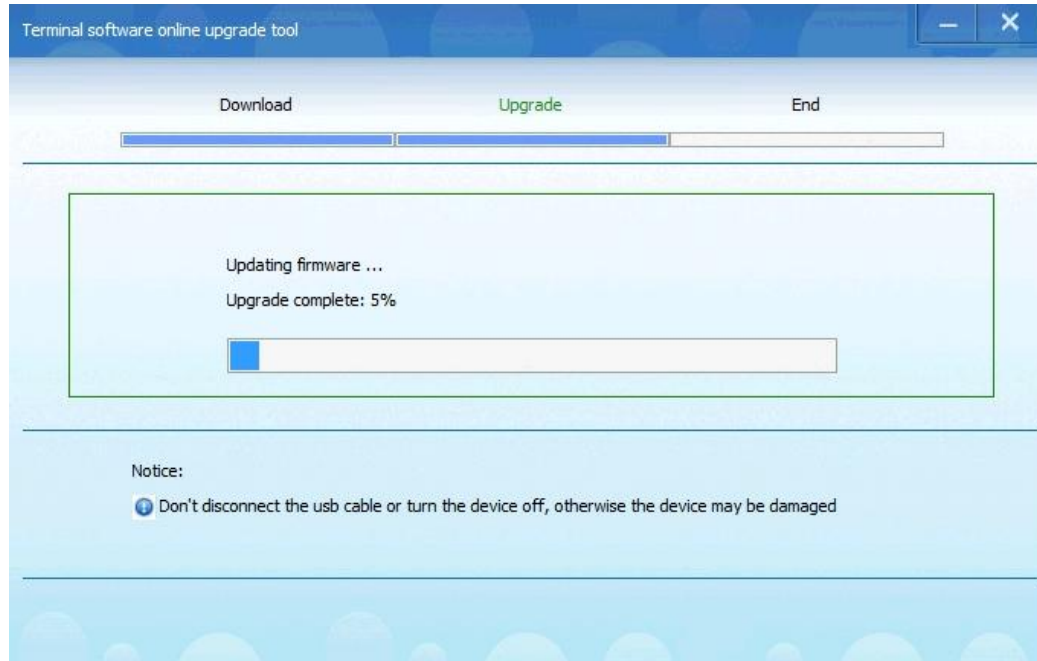 Terminal software online upgrade tool
Download Upgrade End
Updating firmware ...
Upgrade complete: 5%
Notice:
Don't disconnect the usb cable or turn the device off, otherwise the device may be damaged